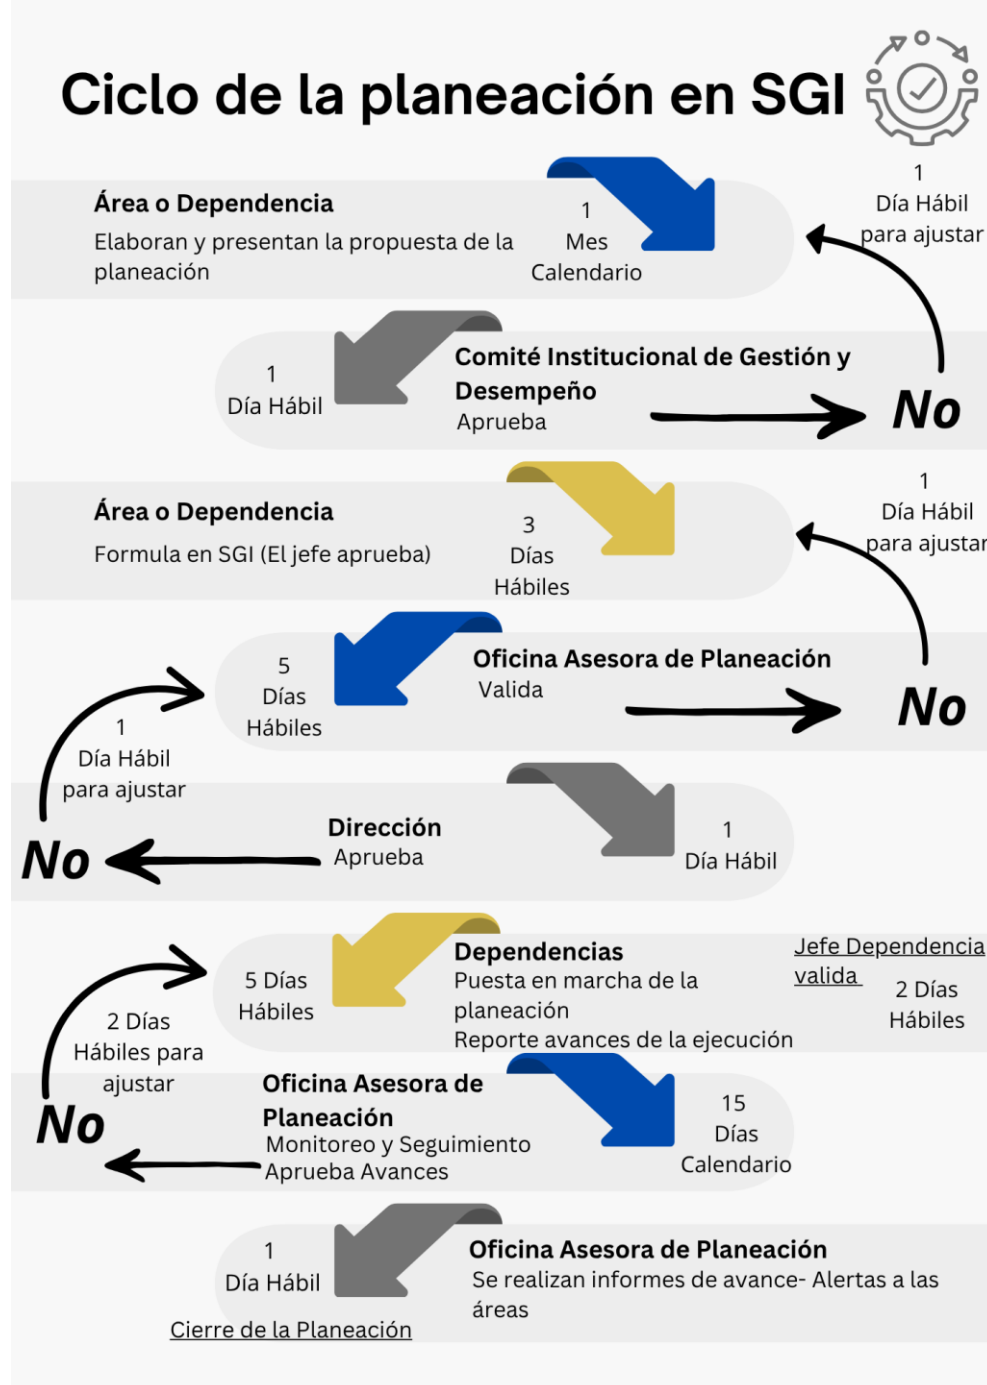 Ciclo de la planeación en SGI
Área o Dependencia
Elaboran y presentan la propuesta de la
planeación
1
Mes
Calendario
1
Día Hábil
para ajustar
1
Día Hábil
Comité Institucional de Gestión y
Desempeño
Aprueba
No
Área o Dependencia
Formula en SGI (El jefe aprueba)
3
Días
Hábiles
1
Día Hábil
para ajustar
5
Días
Hábiles
Oficina Asesora de Planeación
Valida
No
1
Día Hábil
para ajustar
No
Dirección
Aprueba
1
Día Hábil
5 Días
Hábiles
Dependencias
Puesta en marcha de la
planeación
Reporte avances de la ejecución
Jefe Dependencia
valida
2 Días
Hábiles
2 Días
Hábiles para
ajustar
No
Oficina Asesora de
Planeación
Monitoreo y Seguimiento
Aprueba Avances
15
Días
Calendario
1
Día Hábil
Oficina Asesora de Planeación
Se realizan informes de avance- Alertas a las
áreas
Cierre de la Planeación